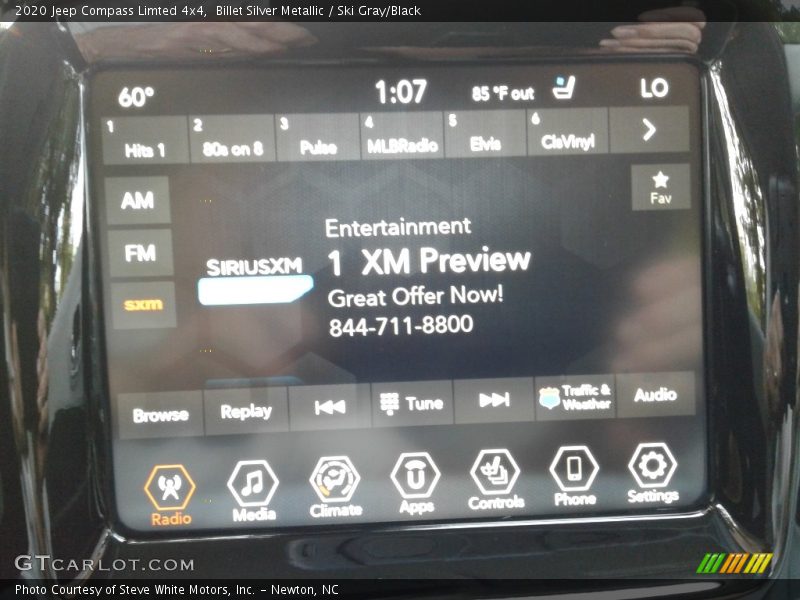 2020 Jeep Compass Limted 4x4,  Billet Silver Metallic / Ski Gray/Black
60° 1:07 85 °F out LO
1 Hits 1 2 80s on 8 3 Pulse 4 MLBRadio 5 Elvis 6 ClsVinyl
AM
Fav
FM
sxm
SIRIUSXM
Entertainment
1 XM Preview
Great Offer Now!
844-711-8800
Browse Replay Tune Traffic & Weather Audio
Radio Media Climate Apps Controls Phone Settings
GTCARLOT.COM
Photo Courtesy of Steve White Motors, Inc. – Newton, NC